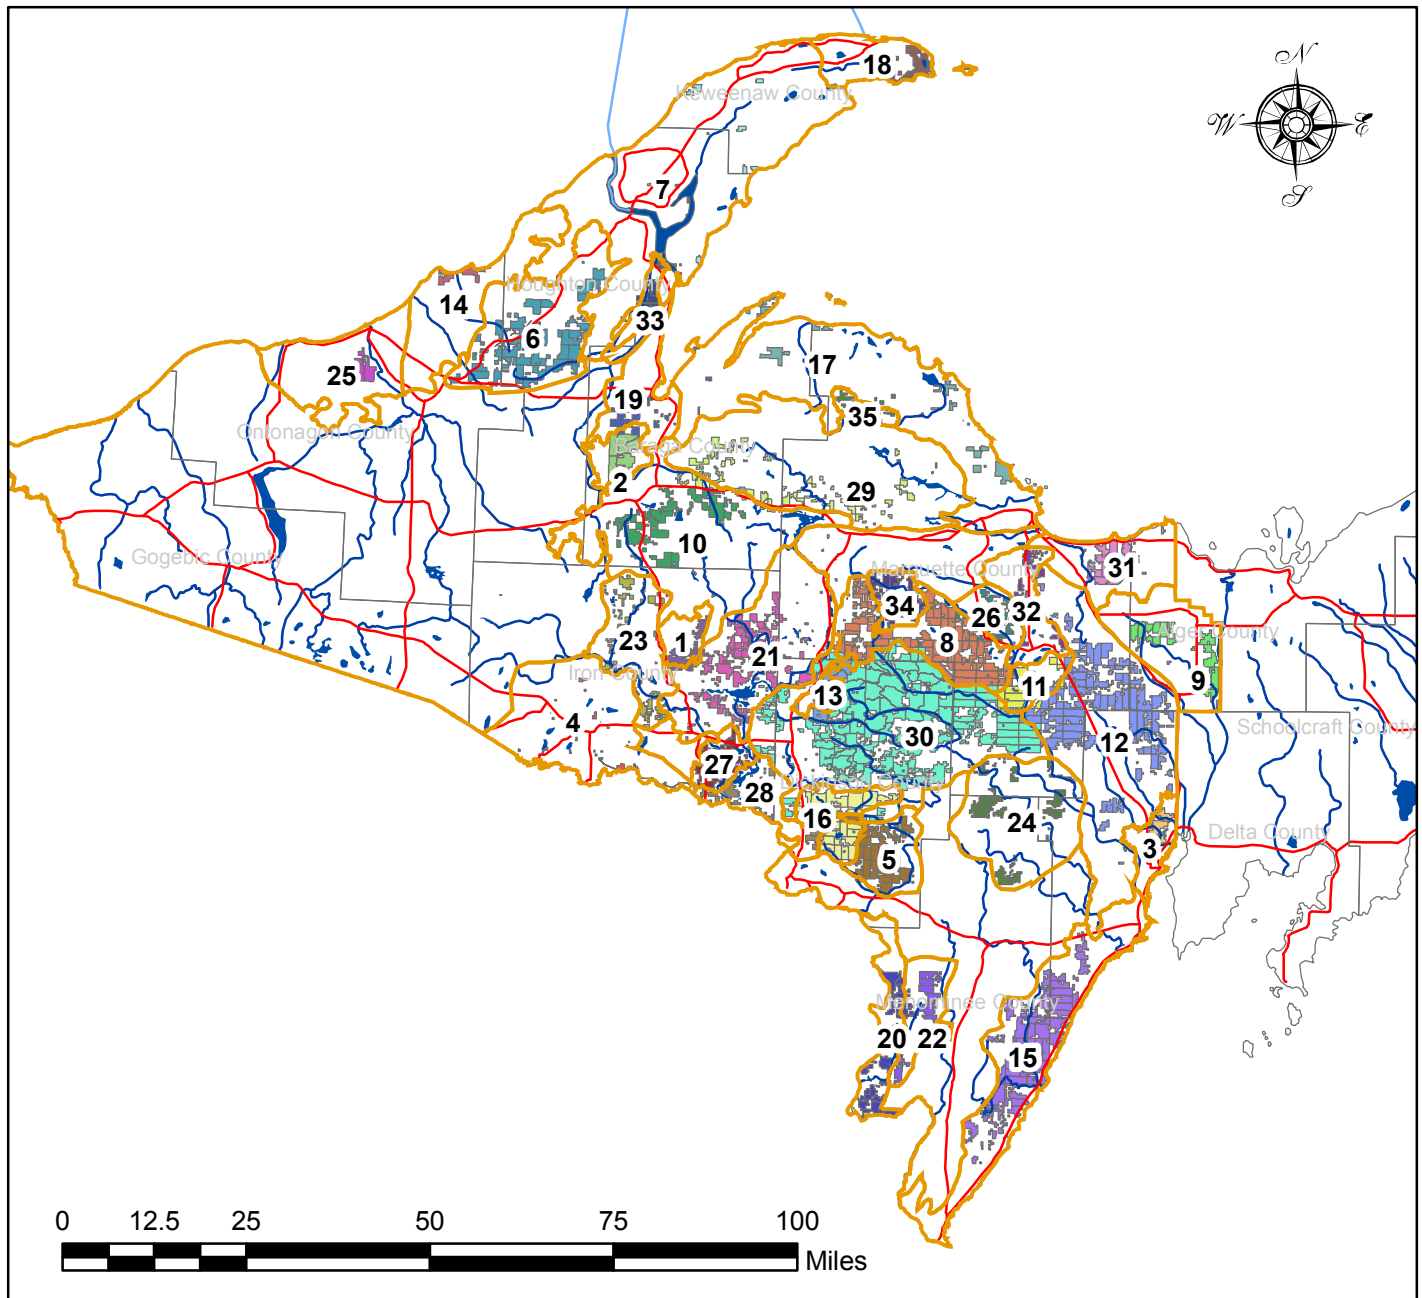 N
W E
S
18
Keweenaw County
7
Houghton County
14
6
33
17
25
19
35
Ontonagon County
Baraga County
2
29
10
Gogebic County
31
Marquette County
34
26
32
Alger County
23
1
8
21
Iron County
11
9
13
4
30
12
Schoolcraft County
27
Dickinson County
28
16
24
Delta County
3
5
Menominee County
20
22
15
0 12.5 25 50 75 100
Miles